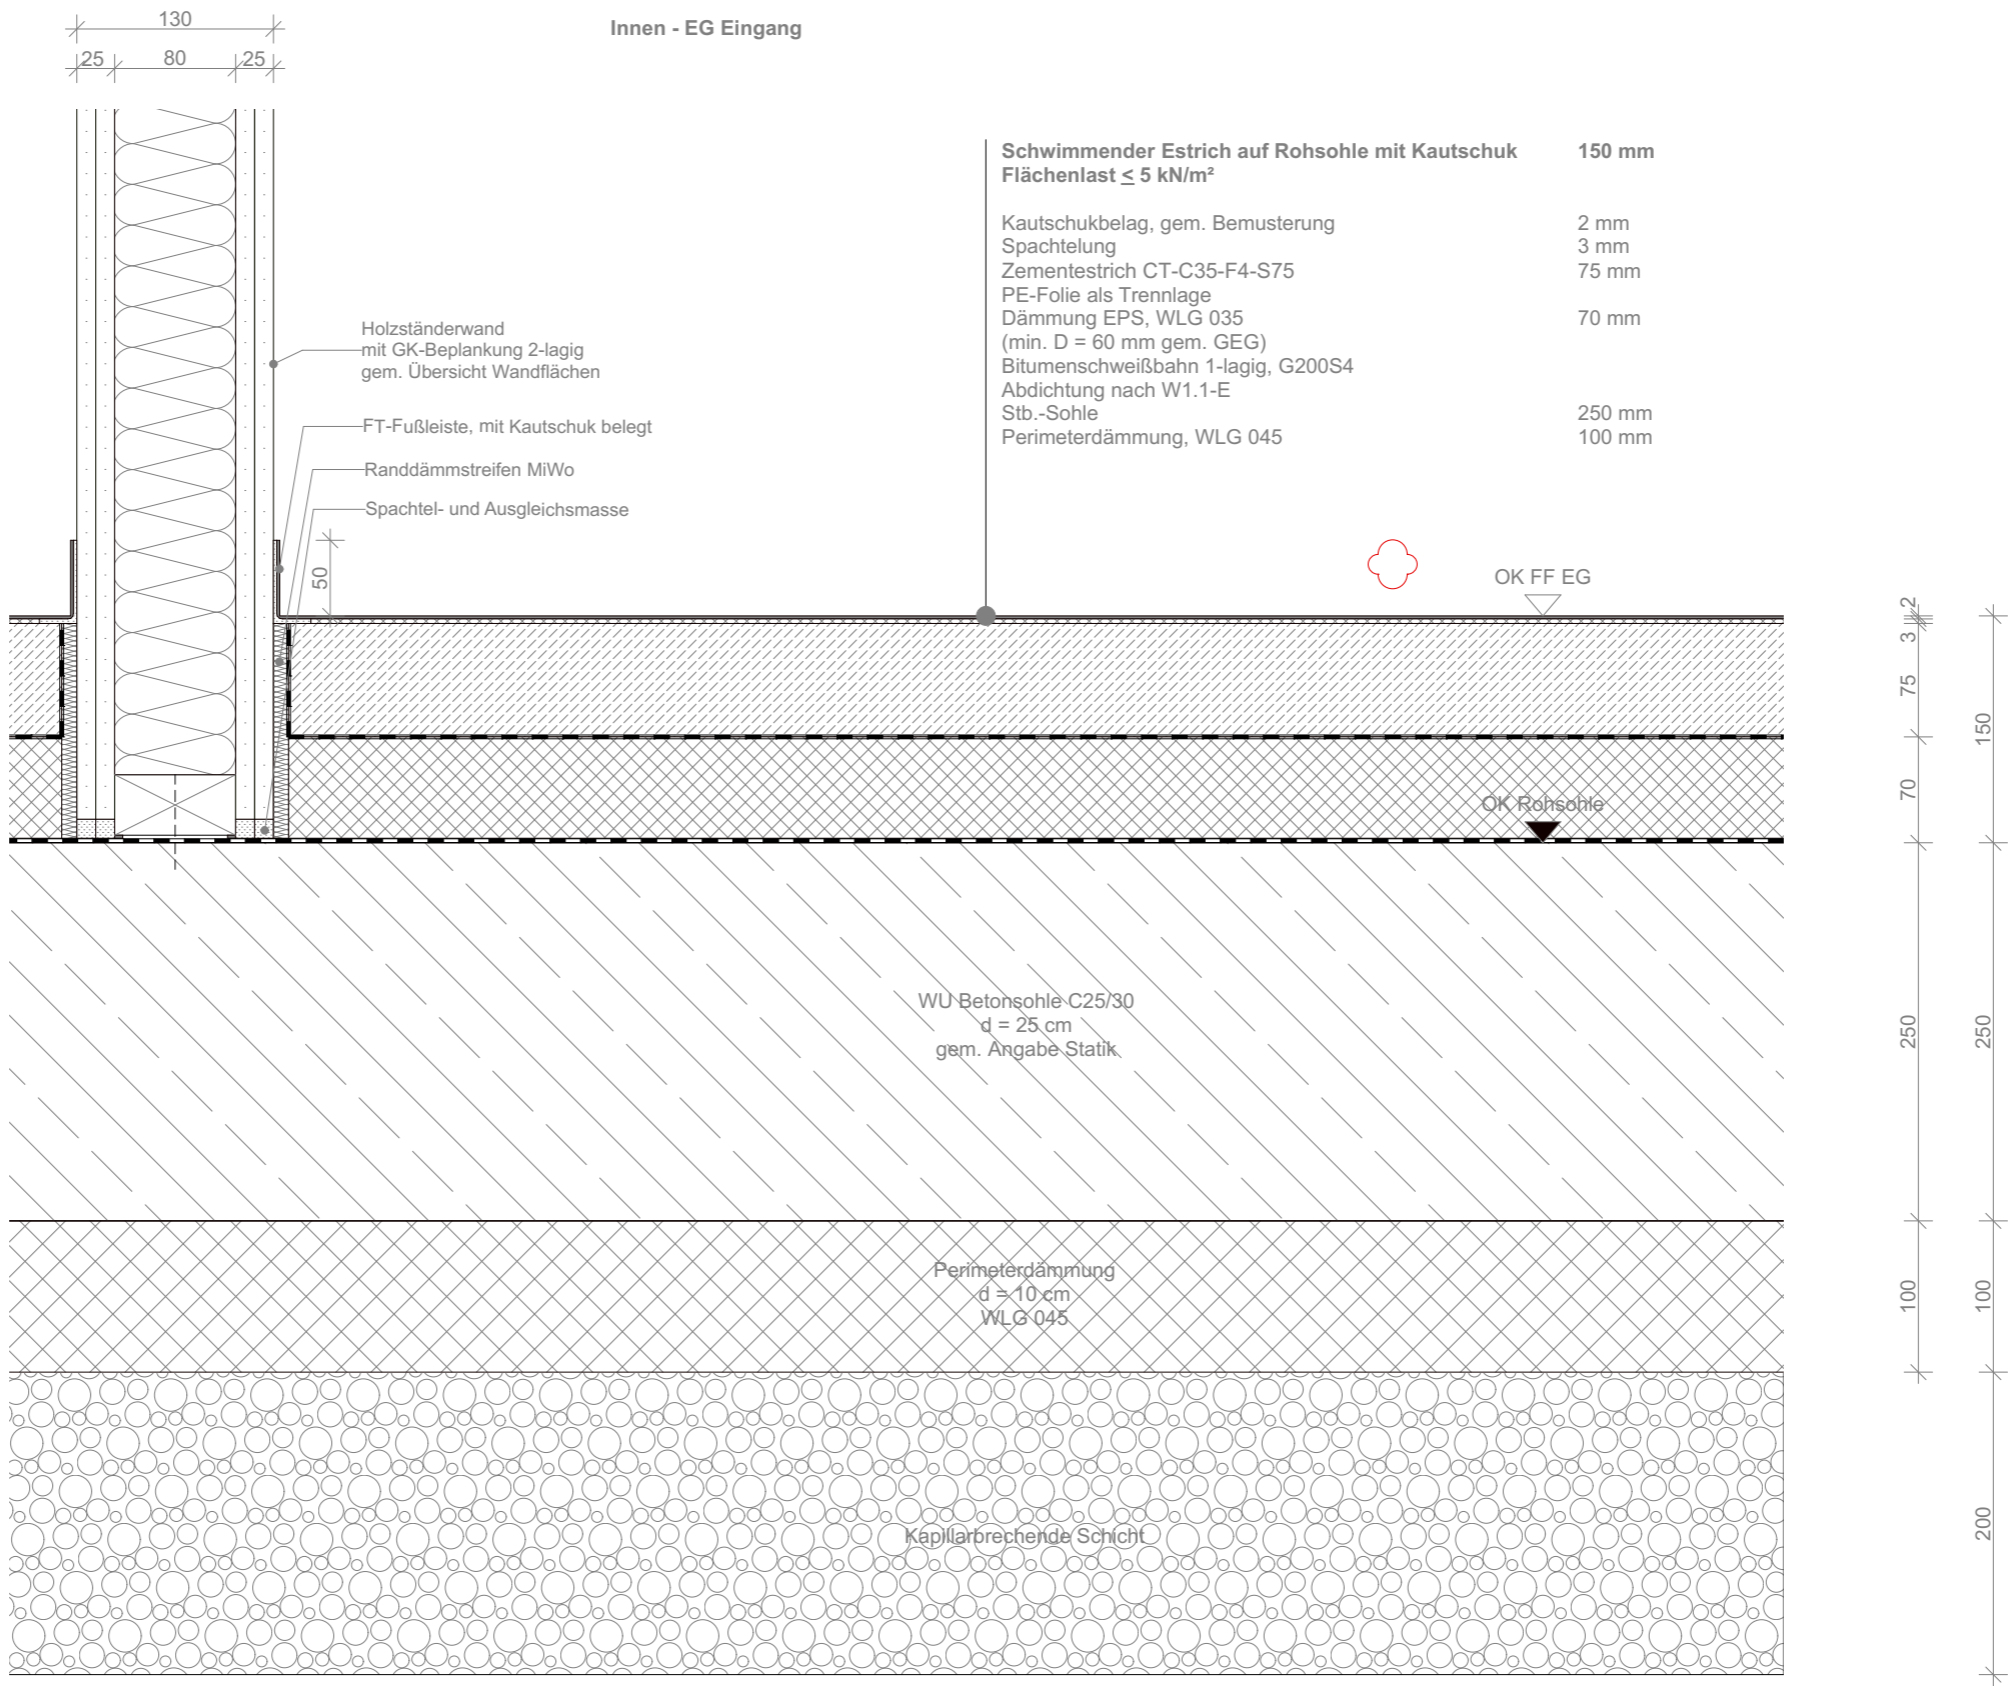 130
Innen - EG Eingang
25 80 25
Schwimmender Estrich auf Rohsohle mit Kautschuk 150 mm
Flächenlast ≤ 5 kN/m²
Kautschukbelag, gem. Bemusterung 2 mm
Spachtelung 3 mm
Zementestrich CT-C35-F4-S75 75 mm
PE-Folie als Trennlage
Dämmung EPS, WLG 035 70 mm
(min. D = 60 mm gem. GEG)
Bitumenschweißbahn 1-lagig, G200S4
Abdichtung nach W1.1-E
Stb.-Sohle 250 mm
Perimeterdämmung, WLG 045 100 mm
Holzständerwand
mit GK-Beplankung 2-lagig
gem. Übersicht Wandflächen
FT-Fußleiste, mit Kautschuk belegt
Randdämmstreifen MiWo
Spachtel- und Ausgleichsmasse
50
OK FF EG
2
3
75
150
70
OK Rohsohle
WU Betonsohle C25/30
d = 25 cm
gem. Angabe Statik
250
250
Perimeterdämmung
d = 10 cm
WLG 045
100
100
Kapillarbrechende Schicht
200